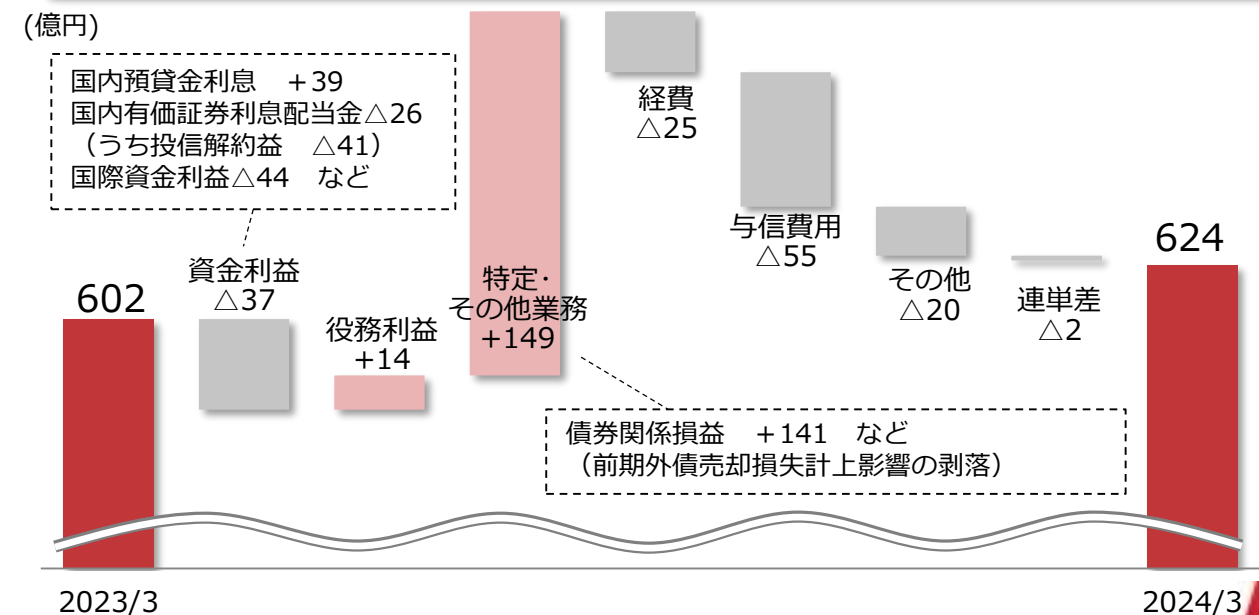 (億円)
国内預貸金利息　+39
国内有価証券利息配当金△26
（うち投信解約益　△41）
国際資金利益△44　など
602
資金利益
△37
役務利益
+14
特定・
その他業務
+149
経費
△25
与信費用
△55
その他
△20
連単差
△2
624
債券関係損益　+141　など
（前期外債売却損失計上影響の剥落）
2023/3
2024/3